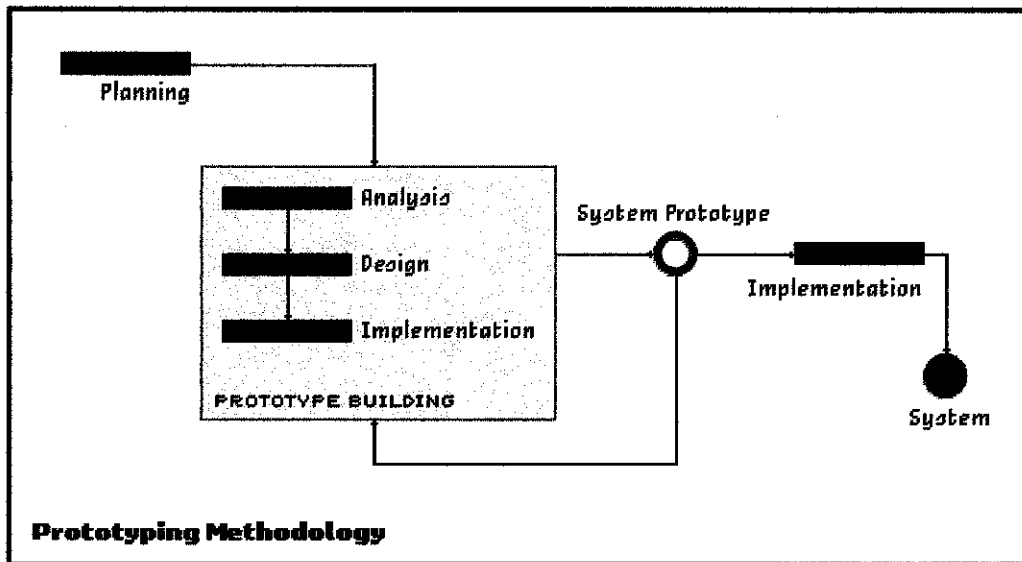 Planning
Analysis
System Prototype
Design
Implementation
Implementation
PROTOTYPE BUILDING
System
Prototyping Methodology